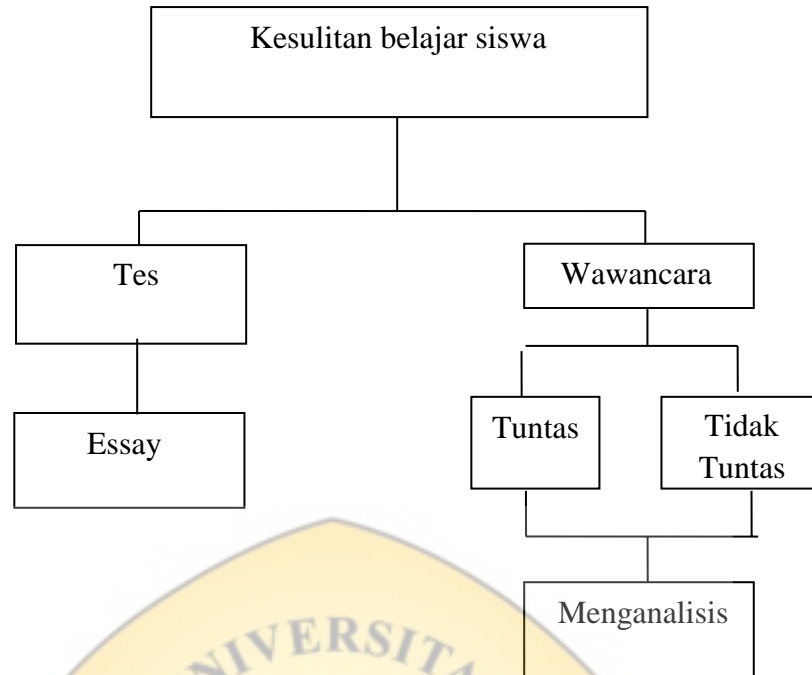 Kesulitan belajar siswa
Tes
Wawancara
Essay
Tuntas
Tidak
Tuntas
Menganalisis